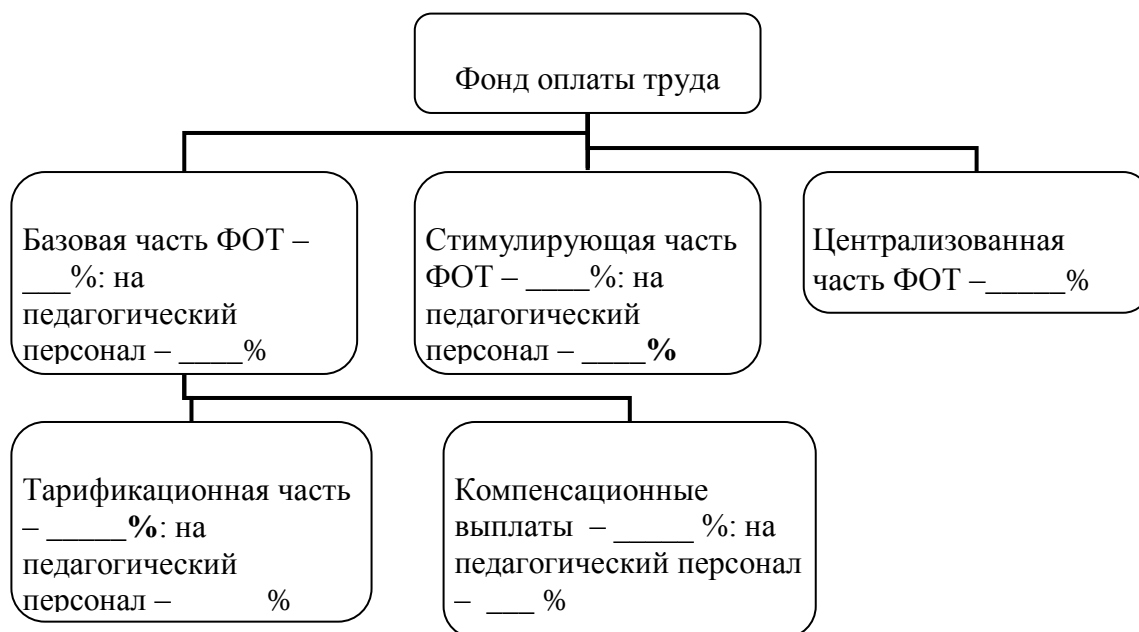 Фонд оплаты труда
Базовая часть ФОТ –
___%: на
педагогический
персонал – ____%
Стимулирующая часть
ФОТ – ____%: на
педагогический
персонал – ____%
Централизованная
часть ФОТ –_____%
Тарификационная часть
– _____%: на
педагогический
персонал – ______%
Компенсационные
выплаты – _____ %: на
педагогический персонал
– ___ %